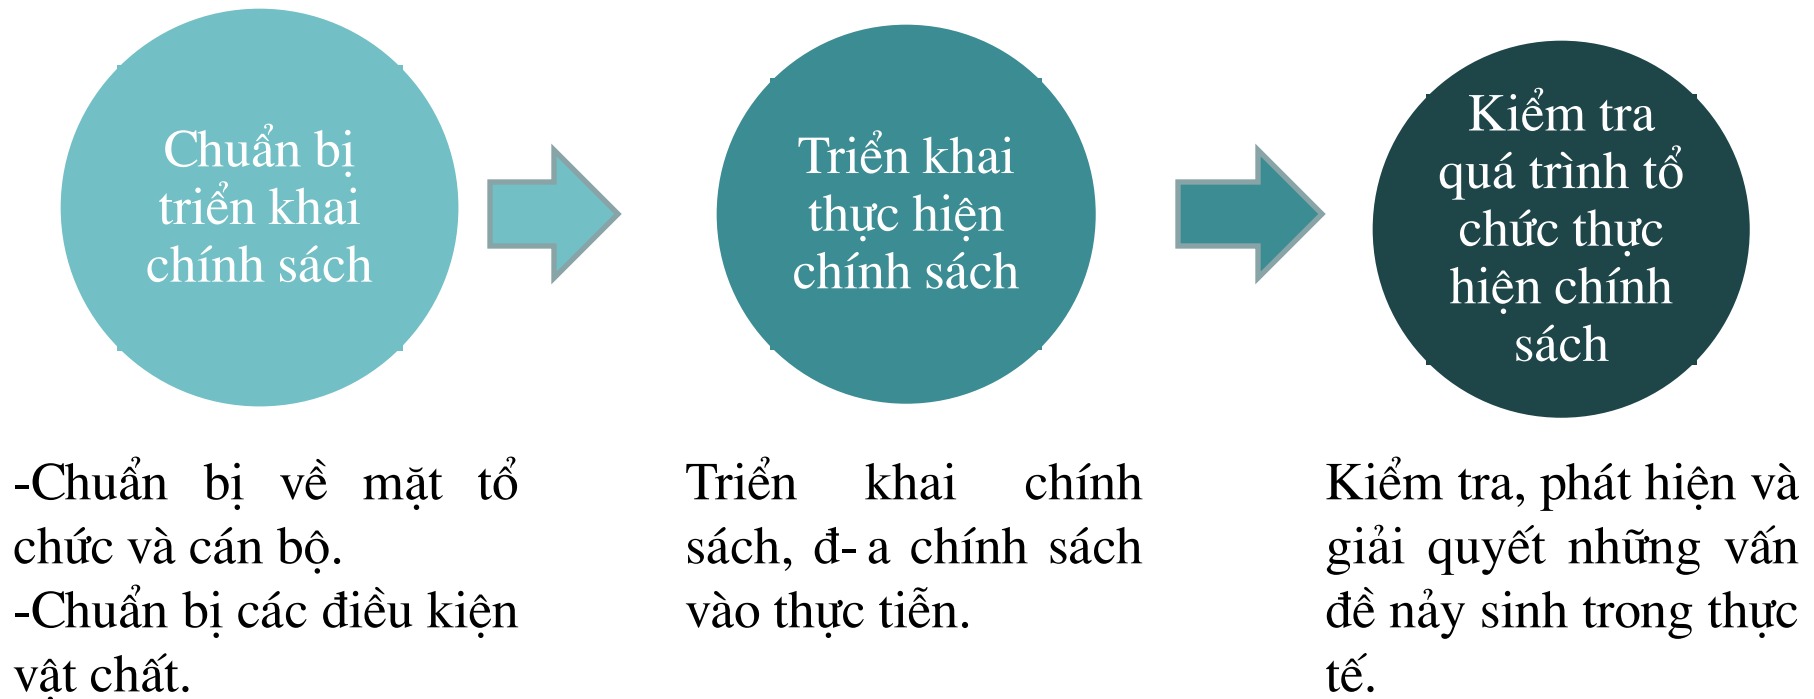 Chuẩn bị
triển khai
chính sách
Triển khai
thực hiện
chính sách
Kiểm tra
quá trình tổ
chức thực
hiện chính
sách
-Chuẩn bị về mặt tổ
chức và cán bộ.
-Chuẩn bị các điều kiện
vật chất.
Triển khai chính
sách, đ- a chính sách
vào thực tiễn.
Kiểm tra, phát hiện và
giải quyết những vấn
đề nảy sinh trong thực
tế.